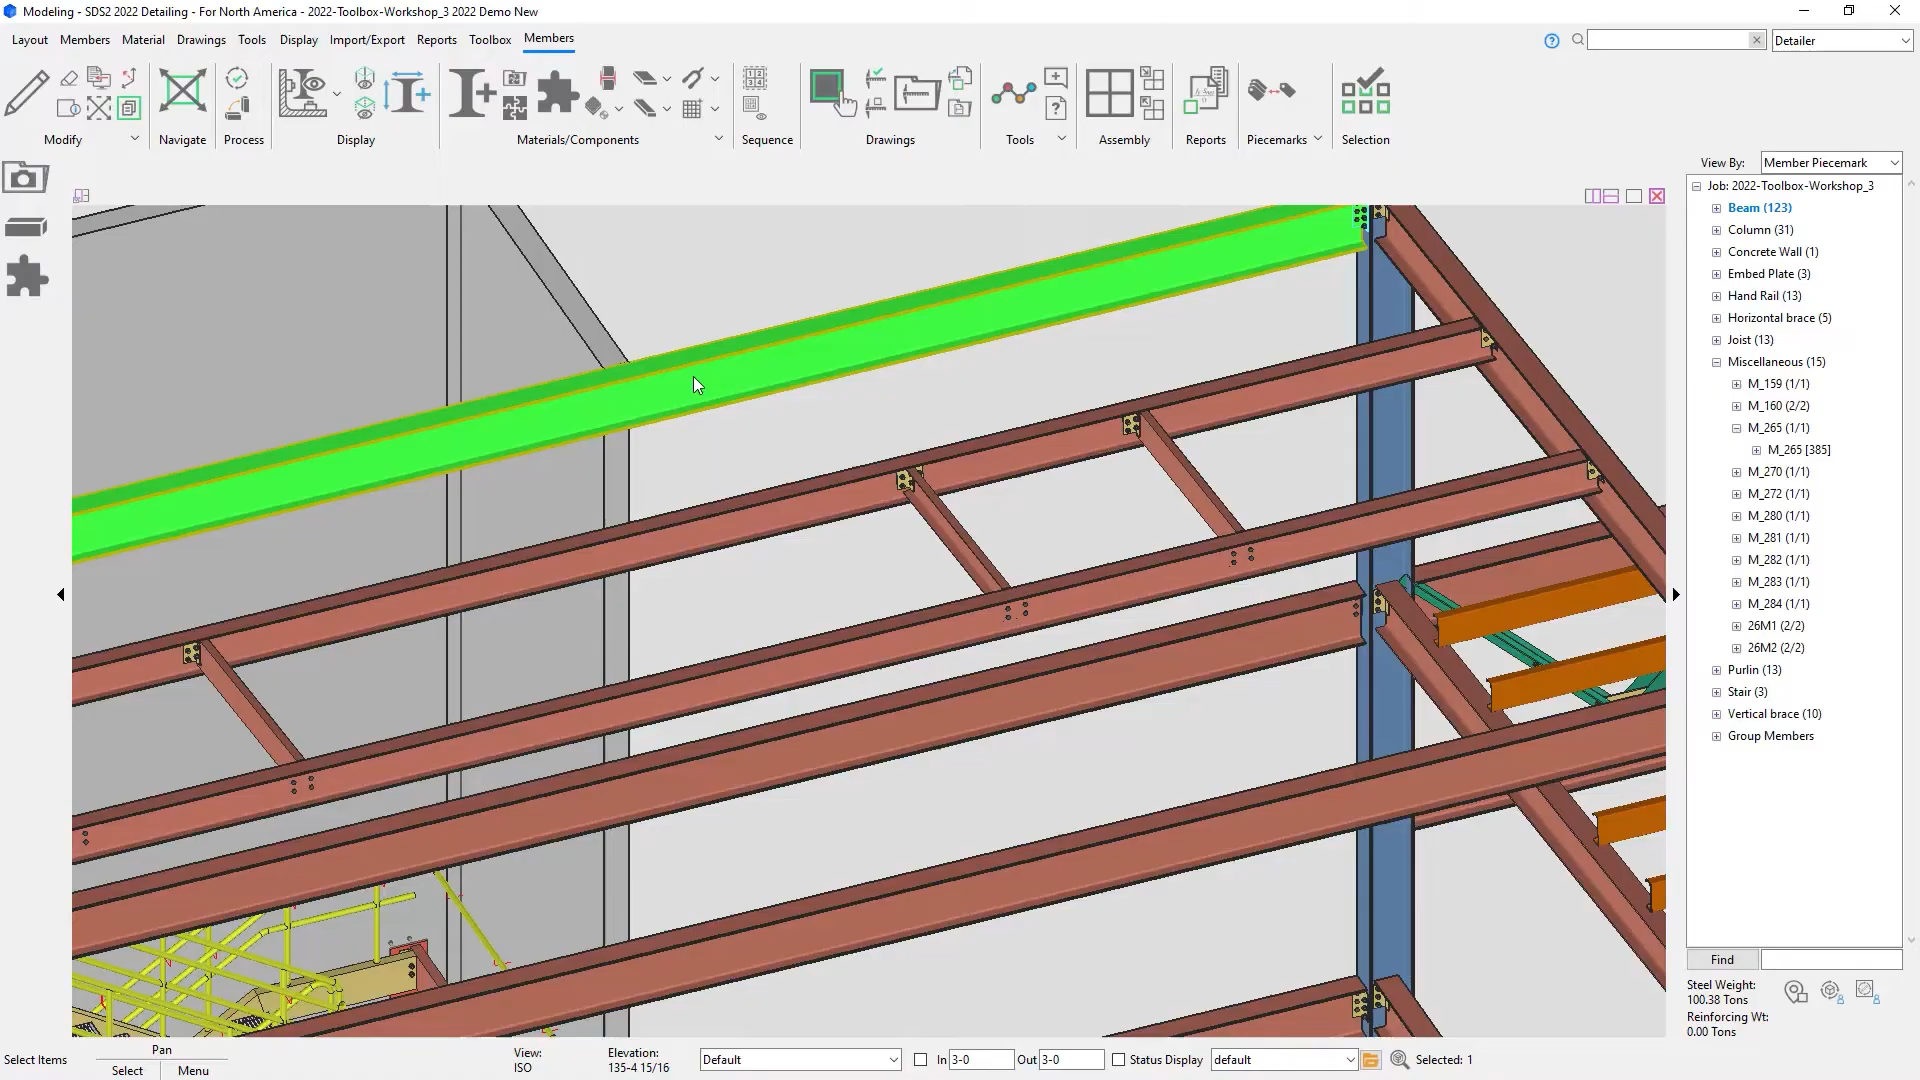 Modeling - SDS2 2022 Detailing - For North America - 2022-Toolbox-Workshop_3 2022 Demo New
Layout Members Material Drawings Tools Display Import/Export Reports Toolbox Members
Detailer
Modify Navigate Process Display Materials/Components Sequence Drawings Tools Assembly Reports Piecemarks Selection
View By: Member Piecemark
Job: 2022-Toolbox-Workshop_3
Beam (123)
Column (31)
Concrete Wall (1)
Embed Plate (3)
Hand Rail (13)
Horizontal brace (5)
Joist (13)
Miscellaneous (15)
M_159 (1/1)
M_160 (2/2)
M_265 (1/1)
M_265 [385]
M_270 (1/1)
M_272 (1/1)
M_280 (1/1)
M_281 (1/1)
M_282 (1/1)
M_283 (1/1)
M_284 (1/1)
26M1 (2/2)
26M2 (2/2)
Purlin (13)
Stair (3)
Vertical brace (10)
Group Members
Find
Steel Weight:
100.38 Tons
Reinforcing Wt:
0.00 Tons
Select Items
Pan
Select Menu
View:
ISO
Elevation:
135-4 15/16
Default
In 3-0 Out 3-0
Status Display default
Selected: 1